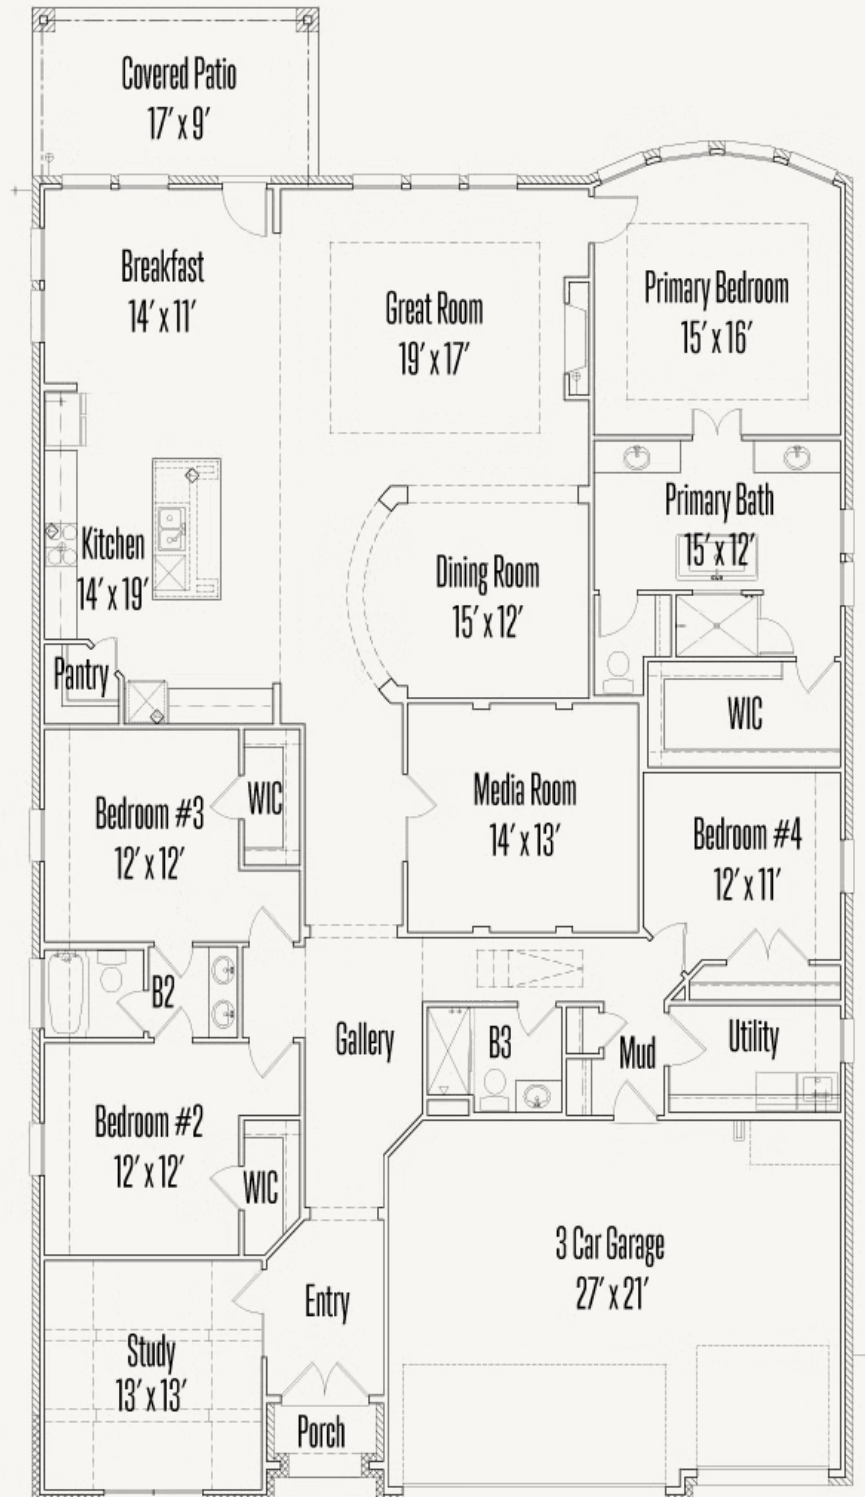 Covered Patio
17' x 9'
Breakfast
14' x 11'
Great Room
19' x 17'
Primary Bedroom
15' x 16'
Primary Bath
15' x 12'
Kitchen
14' x 19'
Dining Room
15' x 12'
Pantry
WIC
Bedroom #3
12' x 12'
WIC
Media Room
14' x 13'
Bedroom #4
12' x 11'
B2
Gallery
B3
Mud
Utility
Bedroom #2
12' x 12'
WIC
3 Car Garage
27' x 21'
Entry
Study
13' x 13'
Porch